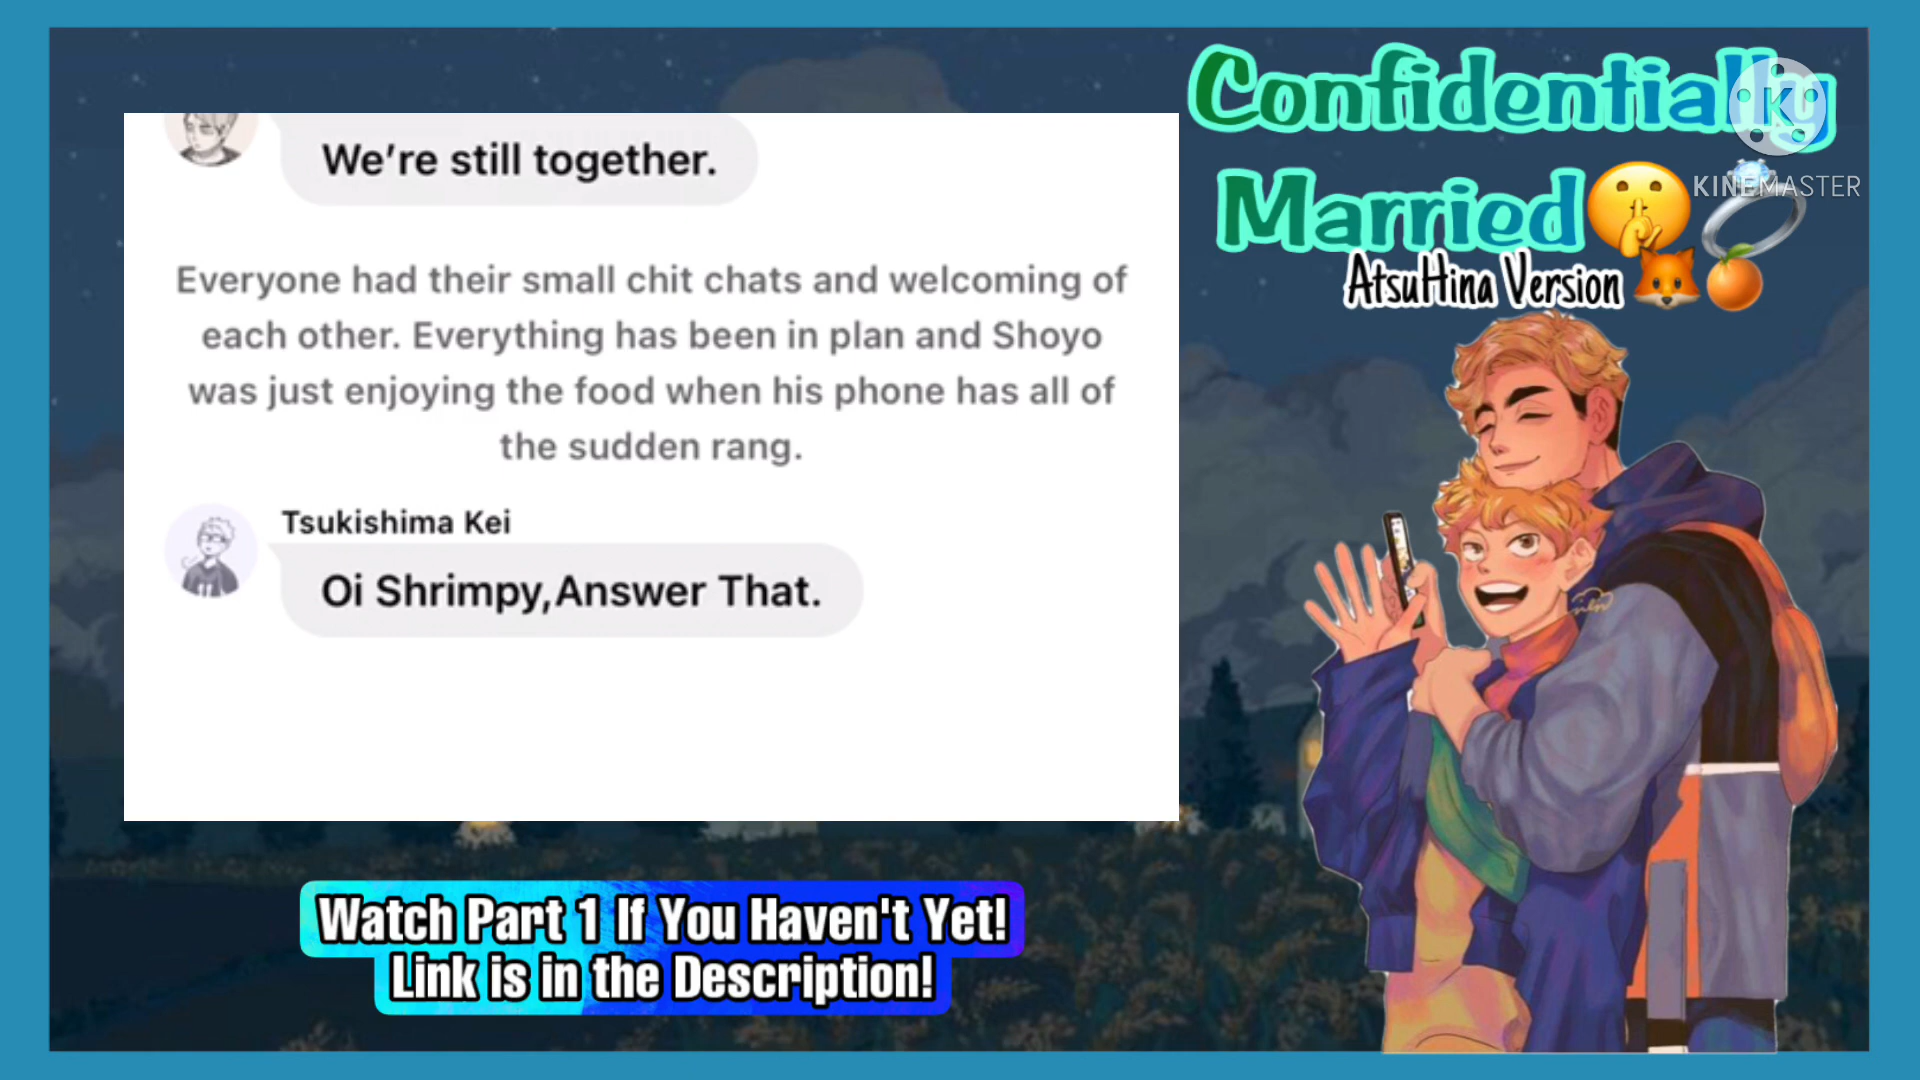 Confidentially
Married
KINEMASTER
AtsuHina Version
We're still together.
Everyone had their small chit chats and welcoming of
each other. Everything has been in plan and Shoyo
was just enjoying the food when his phone has all of
the sudden rang.
Tsukishima Kei
Oi Shrimpy,Answer That.
Watch Part 1 If You Haven't Yet!
Link is in the Description!